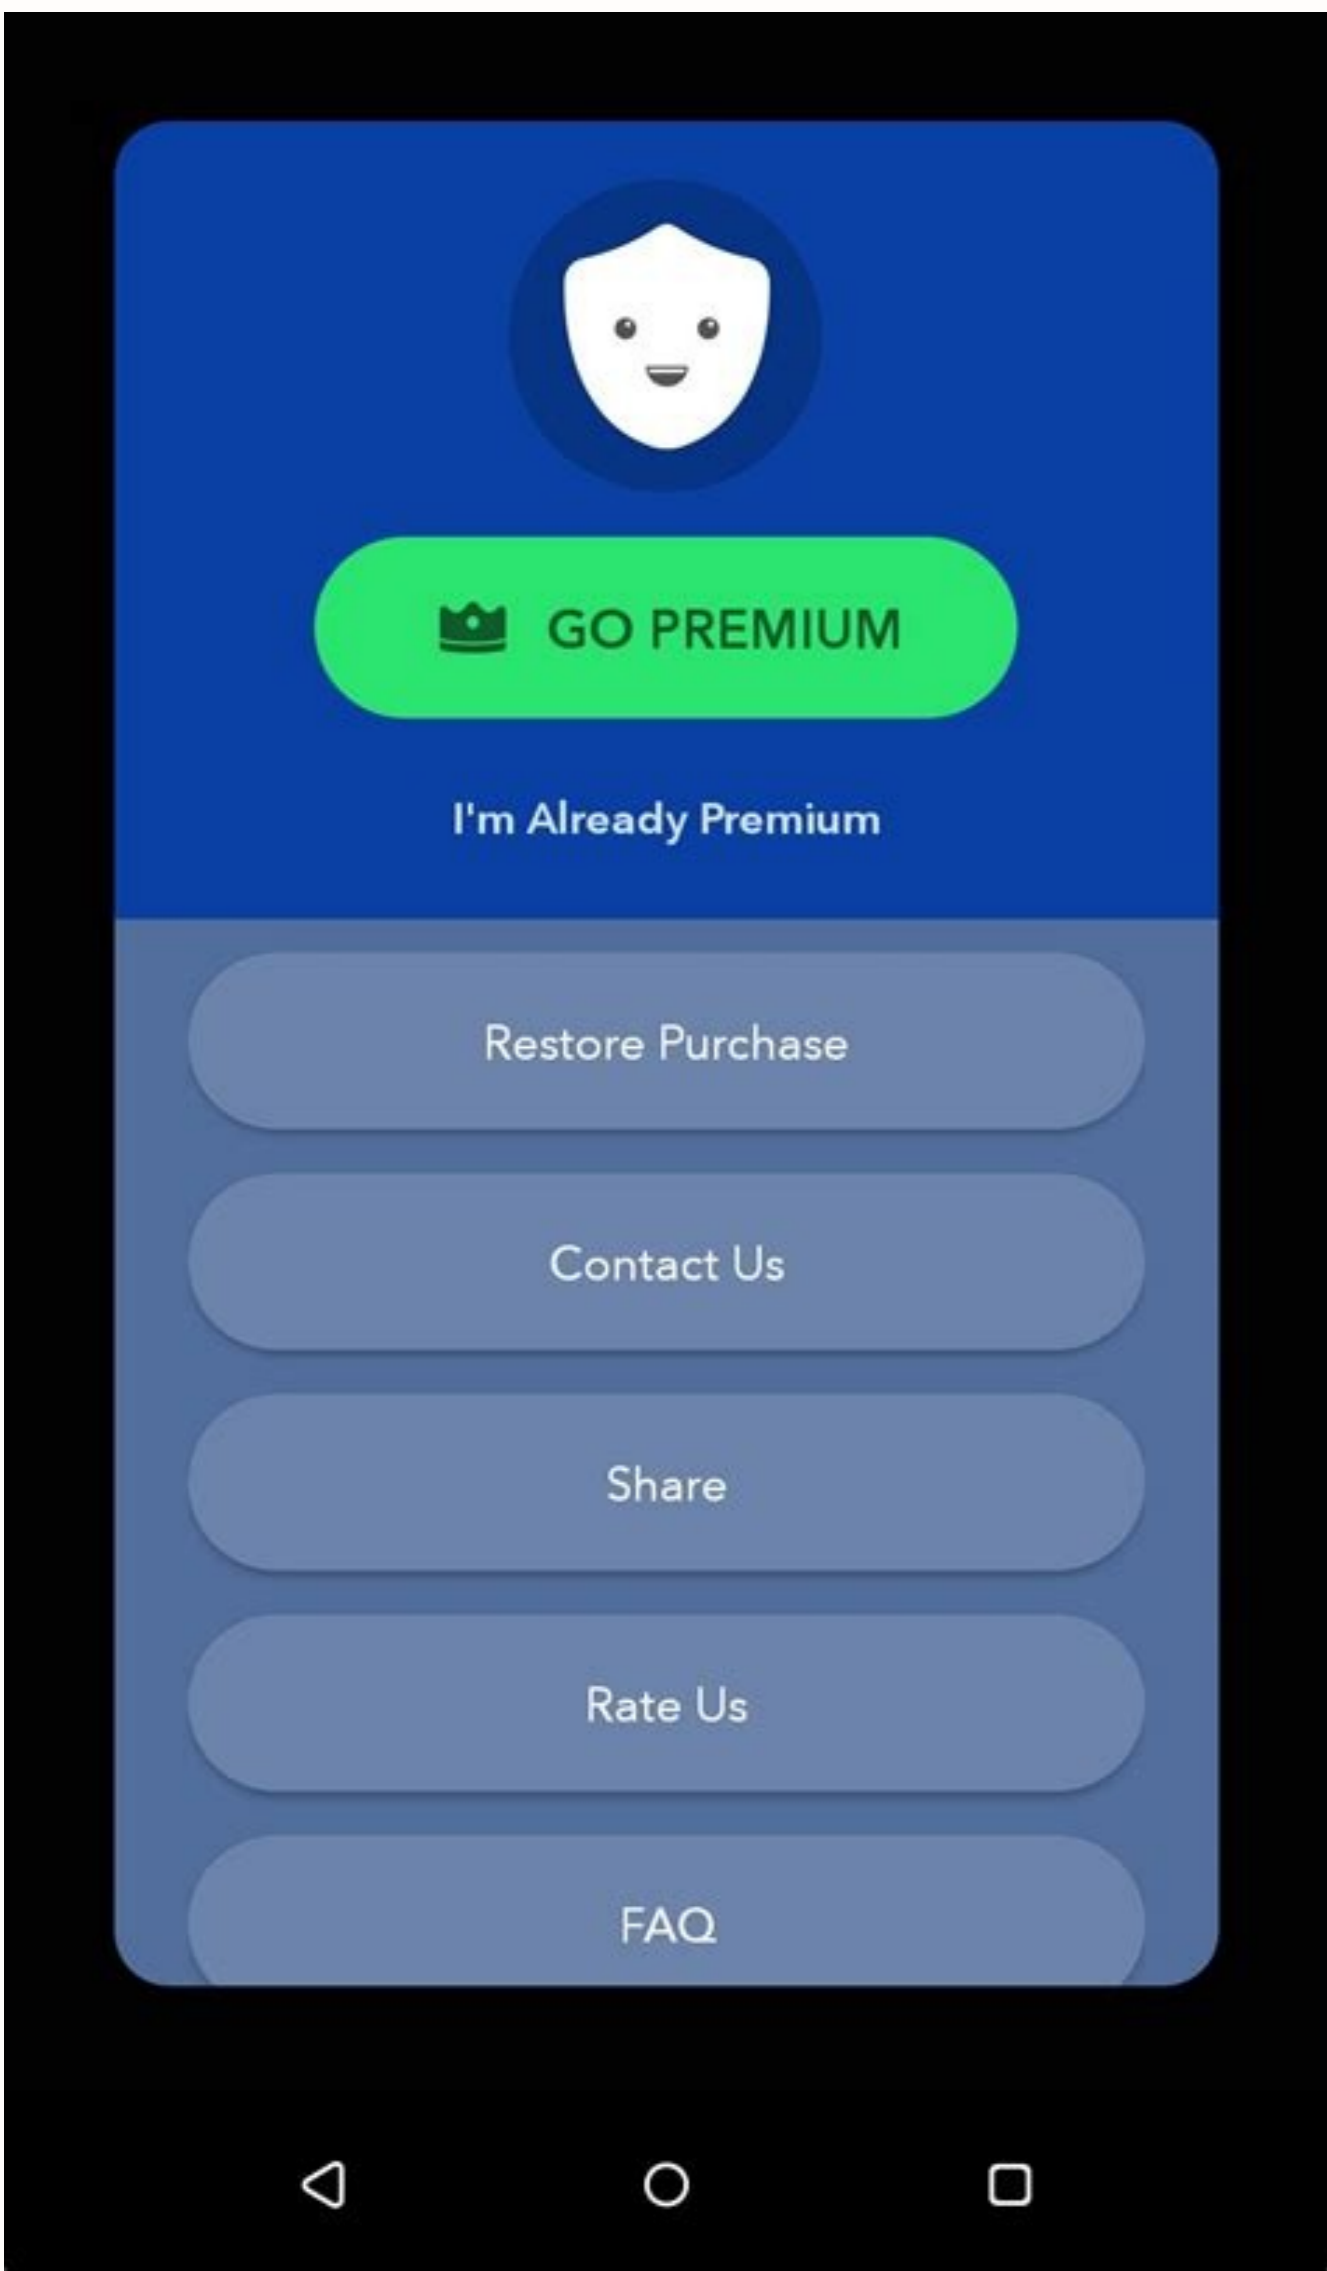 GO PREMIUM
I'm Already Premium
Restore Purchase
Contact Us
Share
Rate Us
FAQ